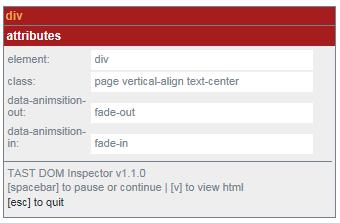 div
attributes
element: div
class: page vertical-align text-center
data-animsition-
out: fade-out
data-animsition-
in: fade-in
TAST DOM Inspector v1.1.0
[spacebar] to pause or continue | [v] to view html
[esc] to quit